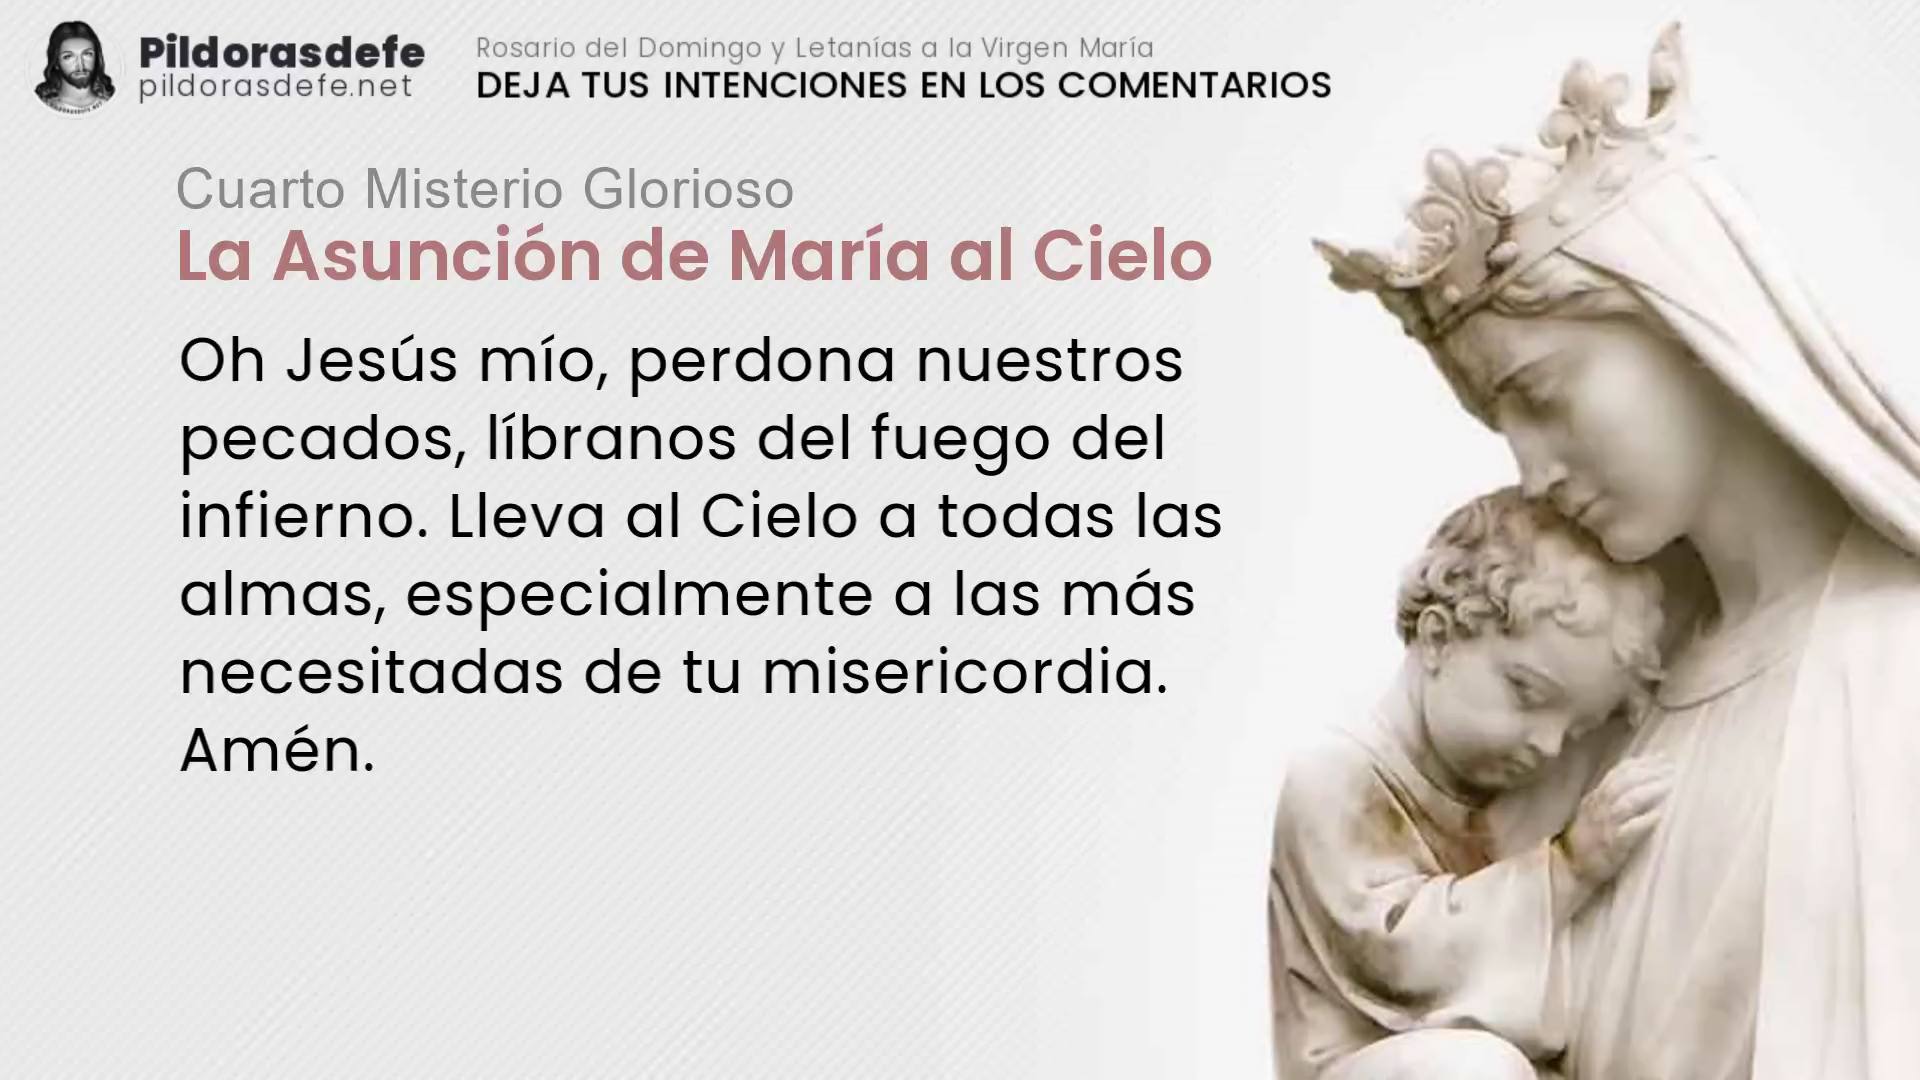 Pildorasdefe
pildorasdefe.net
Rosario del Domingo y Letanías a la Virgen María
DEJA TUS INTENCIONES EN LOS COMENTARIOS
Cuarto Misterio Glorioso
La Asunción de María al Cielo
Oh Jesús mío, perdona nuestros
pecados, líbranos del fuego del
infierno. Lleva al Cielo a todas las
almas, especialmente a las más
necesitadas de tu misericordia.
Amén.